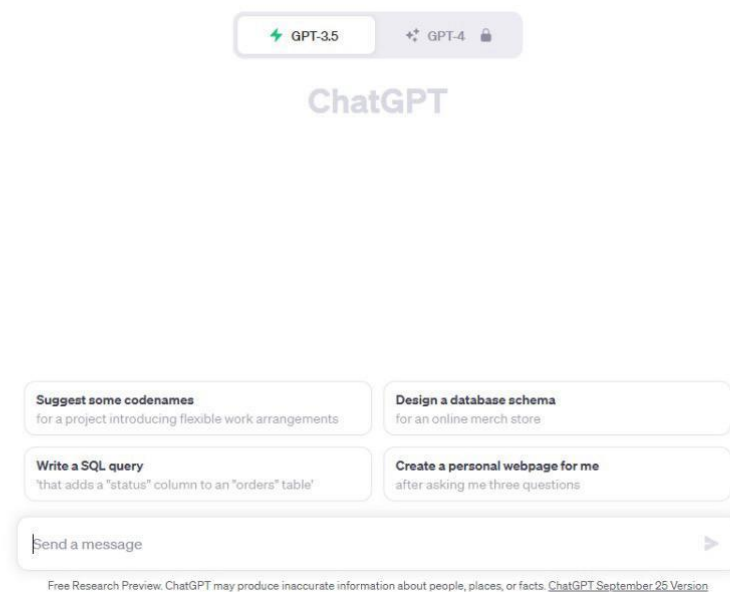 GPT-3.5 GPT-4
ChatGPT
Suggest some codenames
for a project introducing flexible work arrangements
Design a database schema
for an online merch store
Write a SQL query
'that adds a "status" column to an "orders" table'
Create a personal webpage for me
after asking me three questions
Send a message
Free Research Preview. ChatGPT may produce inaccurate information about people, places, or facts. ChatGPT September 25 Version